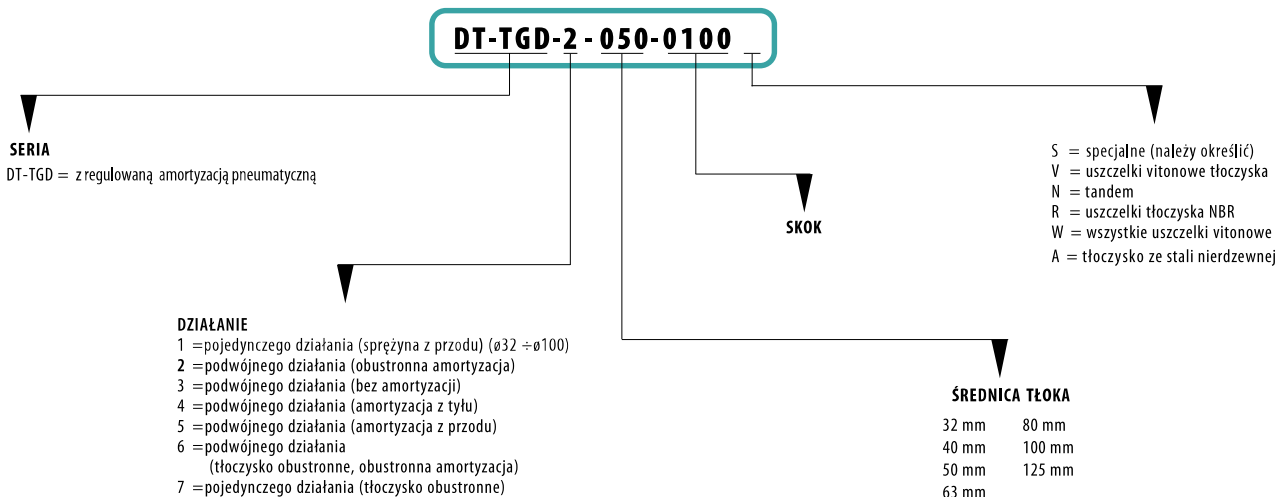 DT-TGD-2-050-0100
SERIA
DT-TGD = z regulowaną amortyzacją pneumatyczną
S = specjalne (należy określić)
V = uszczelki vitonowe tłoczyska
N = tandem
R = uszczelki tłoczyska NBR
W = wszystkie uszczelki vitonowe
A = tłoczysko ze stali nierdzewnej
SKOK
DZIAŁANIE
1 =pojedynczego działania (sprężyna z przodu) (ø32 ÷ø100)
2 =podwójnego działania (obustronna amortyzacja)
3 =podwójnego działania (bez amortyzacji)
4 =podwójnego działania (amortyzacja z tyłu)
5 =podwójnego działania (amortyzacja z przodu)
6 =podwójnego działania
(tłoczysko obustronne, obustronna amortyzacja)
7 =pojedynczego działania (tłoczysko obustronne)
ŚREDNICA TŁOKA
32 mm 80 mm
40 mm 100 mm
50 mm 125 mm
63 mm